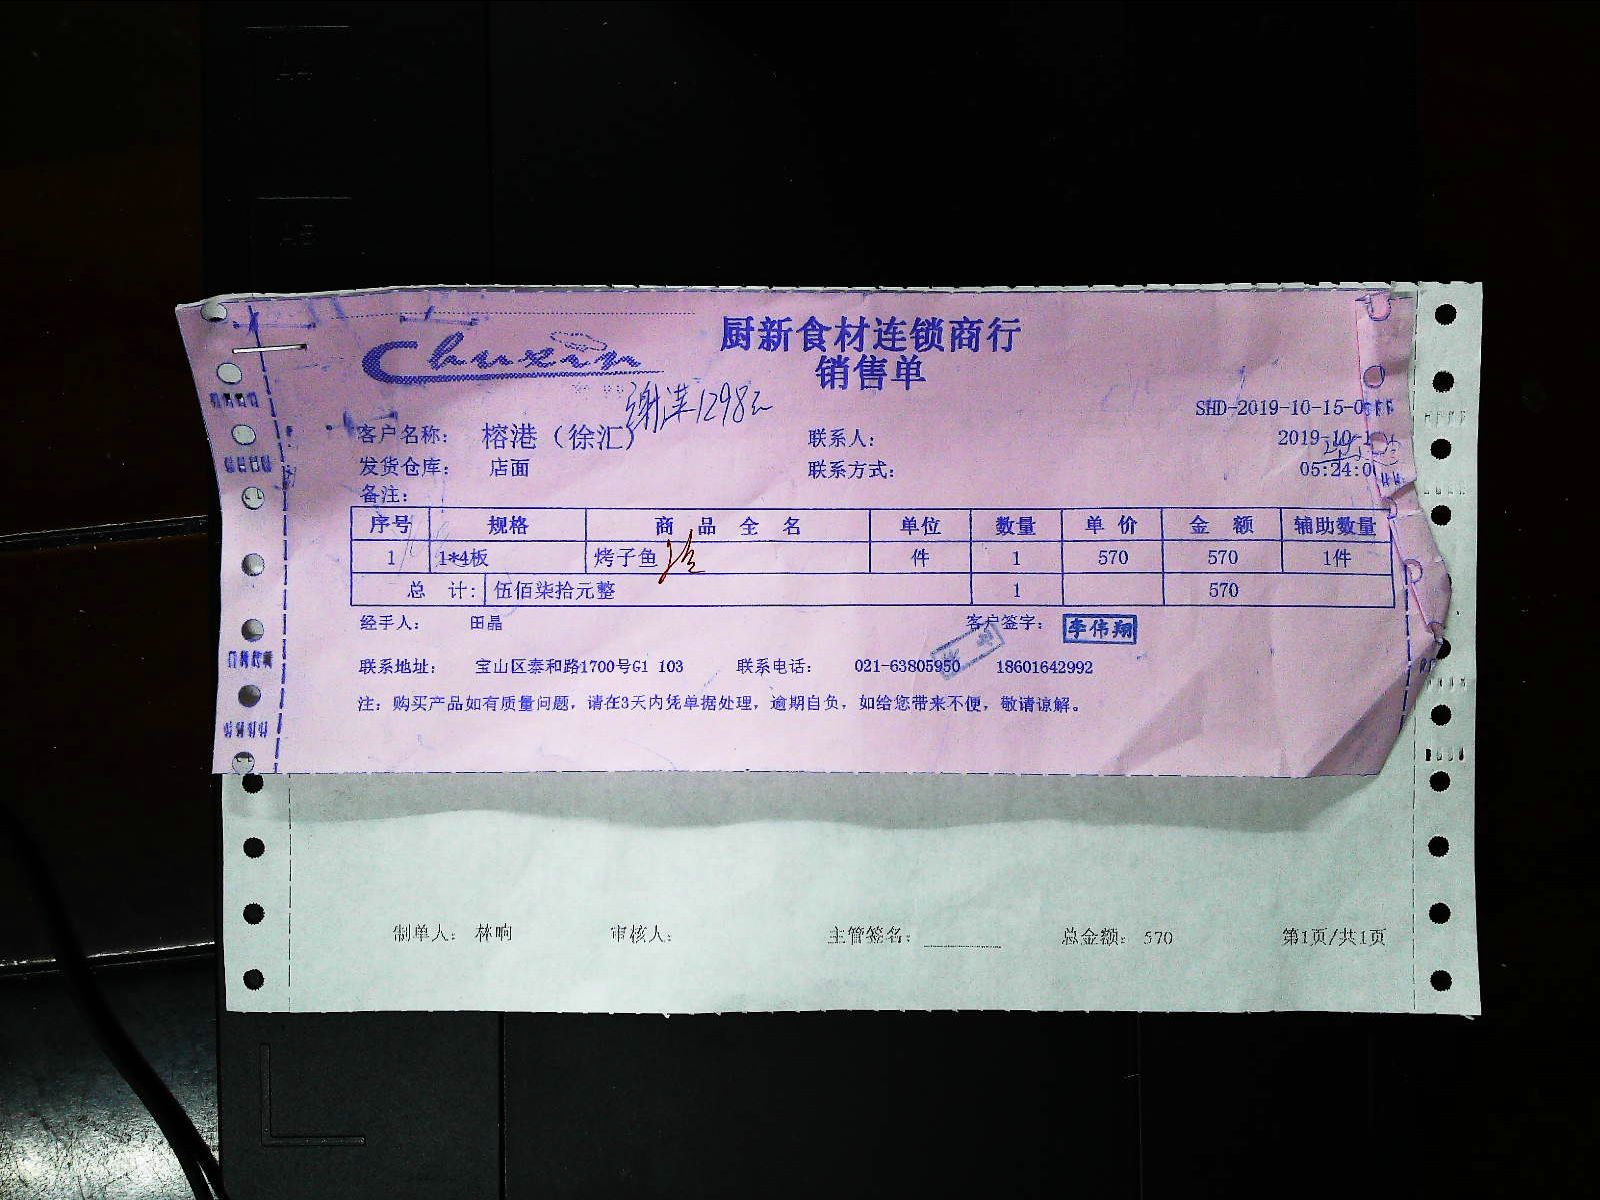 Chuxin
厨新食材连锁商行
销售单
1298元
SHD-2019-10-15-0
客户名称: 榕港（徐汇） 联系人: 2019-10-1
发货仓库: 店面 联系方式: 05:24:0
备注:
序号 规格 商品全名 单位 数量 单价 金额 辅助数量
1 1*4板 烤子鱼 件 1 570 570 1件
总 计: 伍佰柒拾元整 1 570
经手人: 田晶 客户签字: 李伟翔
联系地址: 宝山区泰和路1700号G1 103 联系电话: 021-63805950 18601642992
注: 购买产品如有质量问题，请在3天内凭单据处理，逾期自负，如给您带来不便，敬请谅解。
制单人: 林响 审核人: 主管签名: 总金额: 570 第1页/共1页
A4
A5